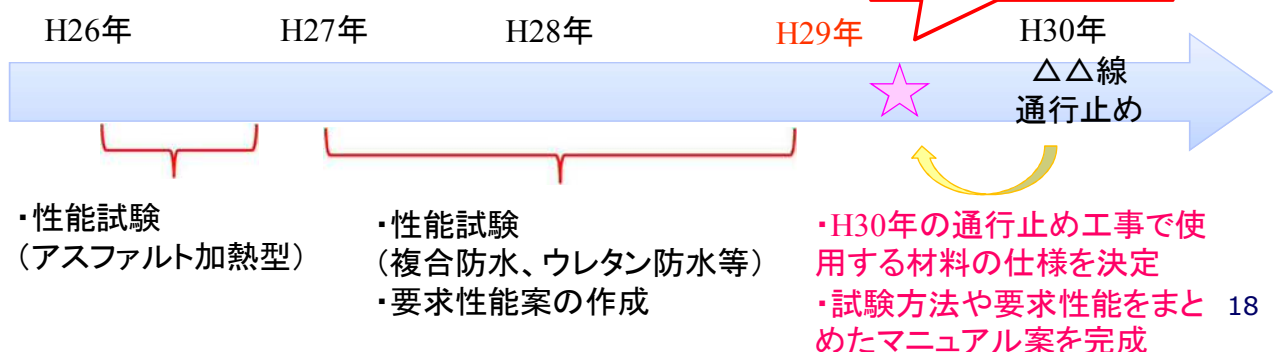 H26年
H27年
H28年
H29年
H30年
△△線
通行止め
・性能試験
（アスファルト加熱型）
・性能試験
（複合防水、ウレタン防水等）
・要求性能案の作成
・H30年の通行止め工事で使
用する材料の仕様を決定
・試験方法や要求性能をまと
めたマニュアル案を完成
18